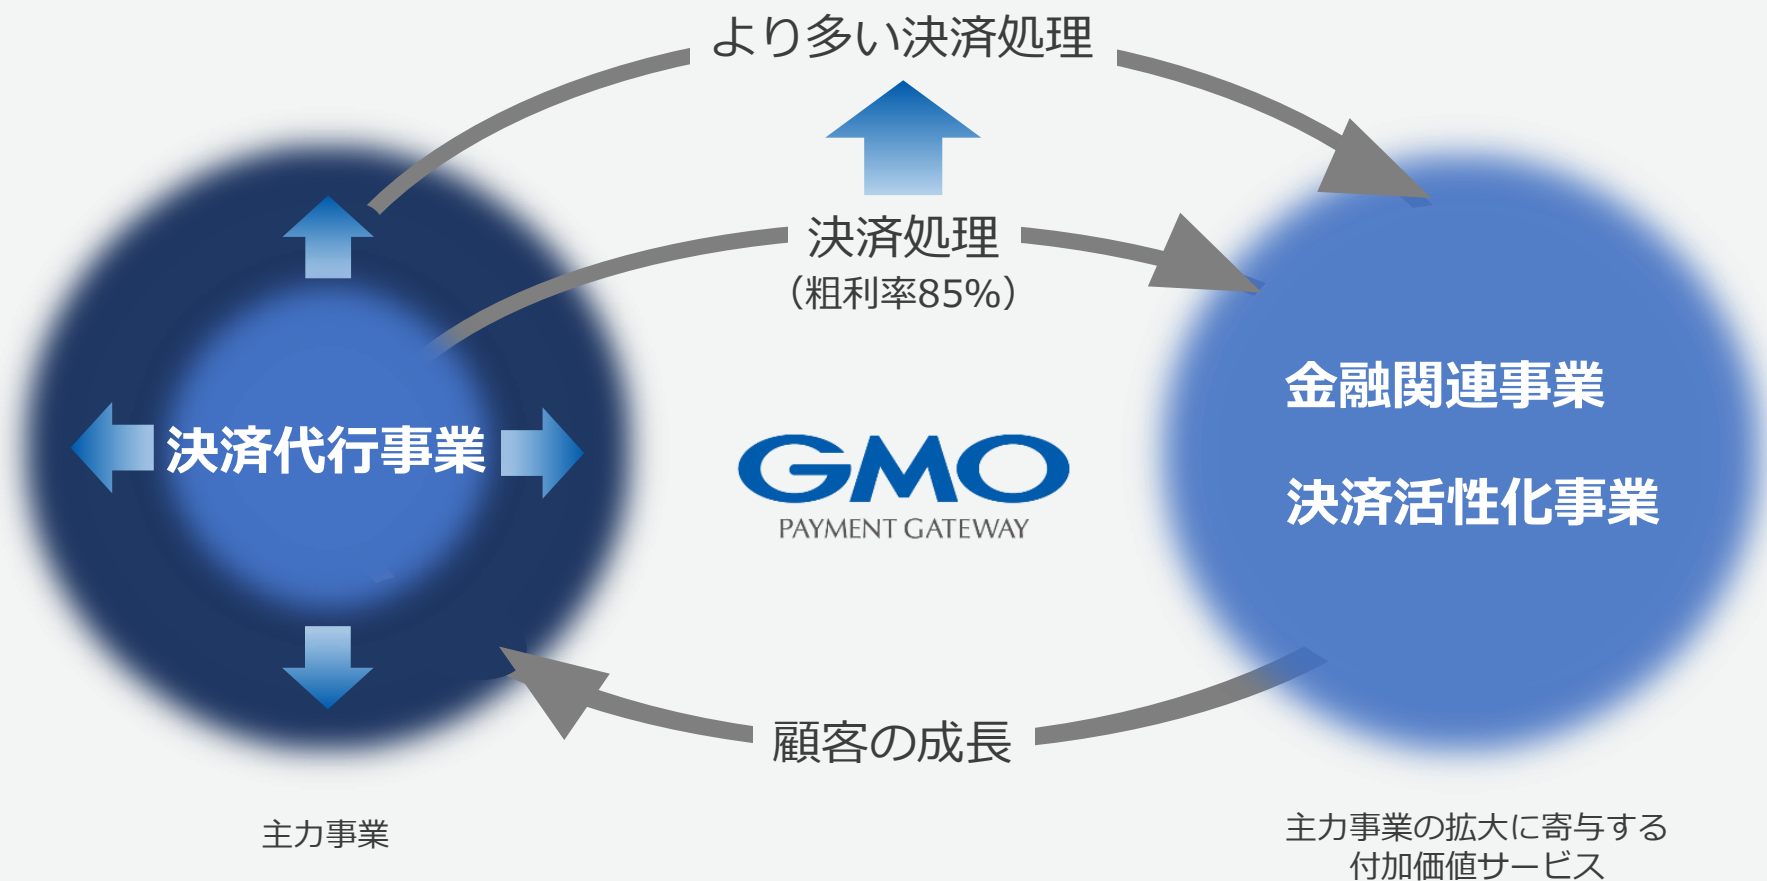 より多い決済処理
決済処理
（粗利率85%）
決済代行事業
GMO
PAYMENT GATEWAY
金融関連事業
決済活性化事業
顧客の成長
主力事業
主力事業の拡大に寄与する
付加価値サービス